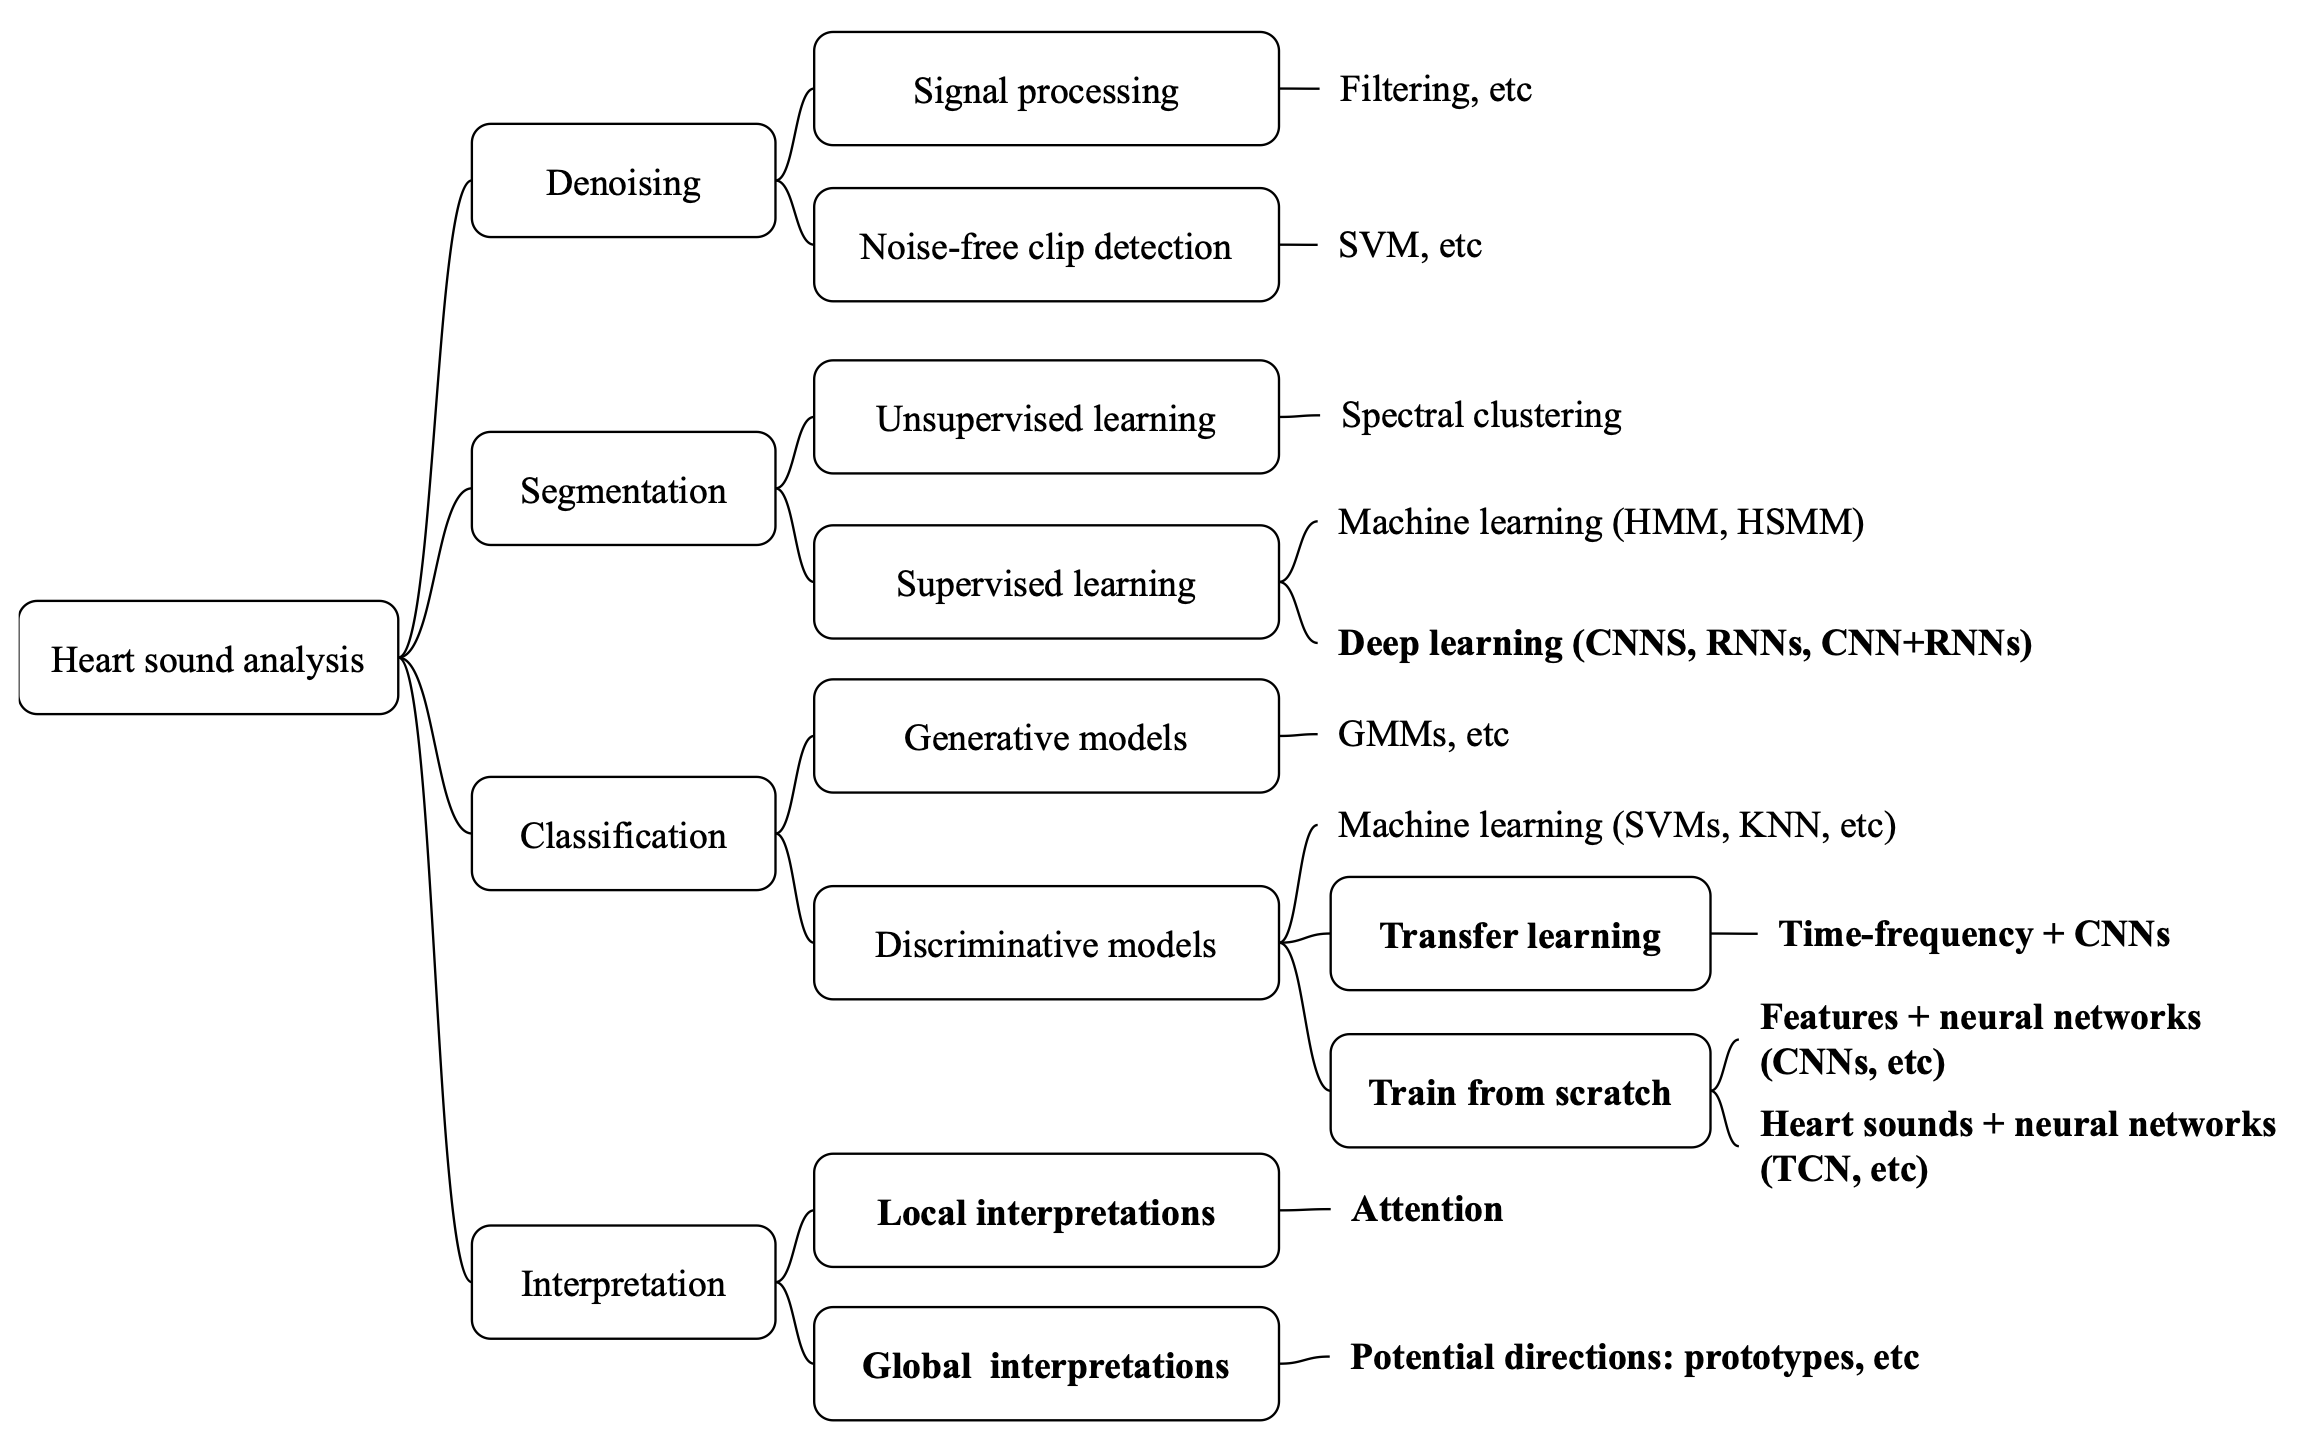 Signal processing
Filtering, etc
Denoising
Noise-free clip detection
SVM, etc
Unsupervised learning
Spectral clustering
Segmentation
Machine learning (HMM, HSMM)
Supervised learning
Deep learning (CNNS, RNNs, CNN+RNNs)
Heart sound analysis
Generative models
GMMs, etc
Classification
Machine learning (SVMs, KNN, etc)
Discriminative models
Transfer learning
Time-frequency + CNNs
Features + neural networks
(CNNs, etc)
Train from scratch
Heart sounds + neural networks
(TCN, etc)
Local interpretations
Attention
Interpretation
Global  interpretations
Potential directions: prototypes, etc